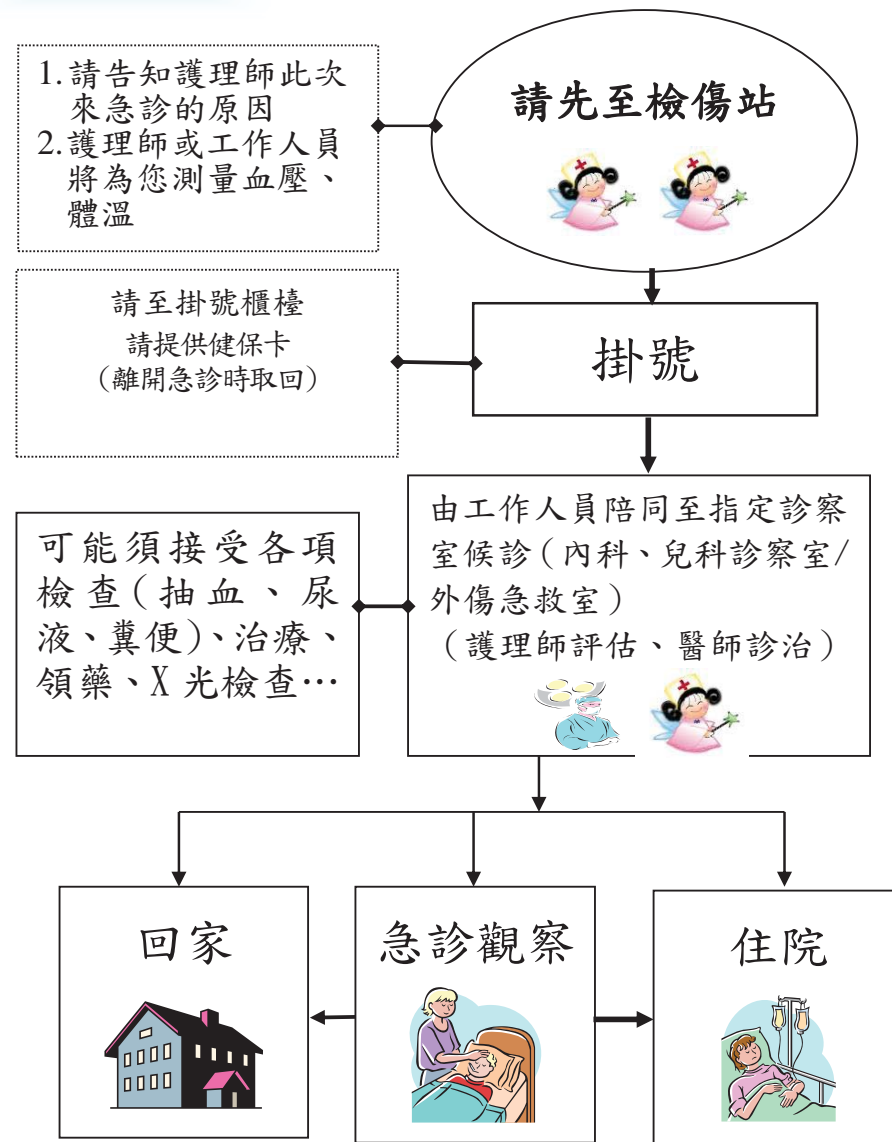 請先至檢傷站
1.請告知護理師此次
來急診的原因
2.護理師或工作人員
將為您測量血壓、
體溫
掛號
請至掛號櫃檯
請提供健保卡
(離開急診時取回)
由工作人員陪同至指定診察
室候診(內科、兒科診察室/
外傷急救室)
(護理師評估、醫師診治)
可能須接受各項
檢查(抽血、尿
液、糞便)、治療、
領藥、X光檢查…
回家
急診觀察
住院